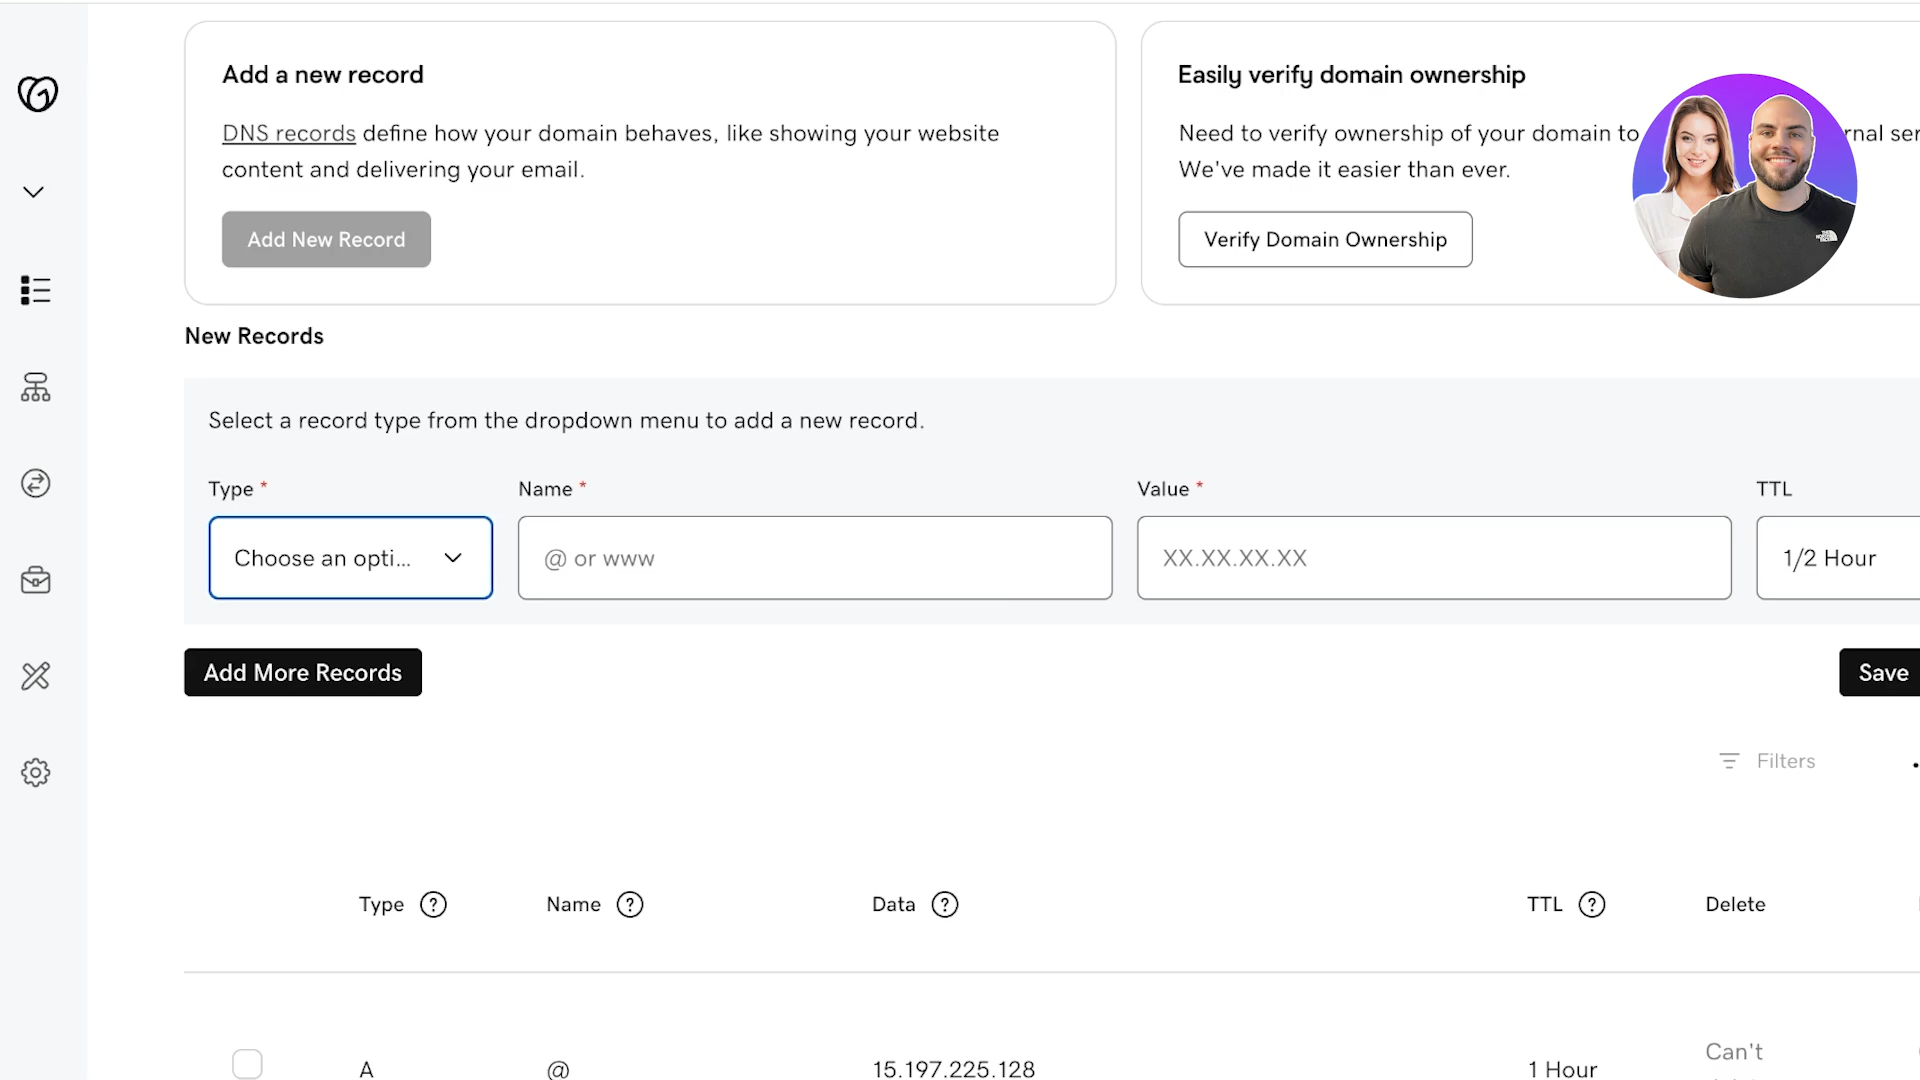 Add a new record
DNS records define how your domain behaves, like showing your website
content and delivering your email.
Add New Record
Easily verify domain ownership
Need to verify ownership of your domain to
We've made it easier than ever.
Verify Domain Ownership
New Records
Select a record type from the dropdown menu to add a new record.
Type * Name * Value * TTL
Choose an opti... @ or www XX.XX.XX.XX 1/2 Hour
Add More Records Save
Filters
Type ? Name ? Data ? TTL ? Delete
A @ 15.197.225.128 1 Hour Can't